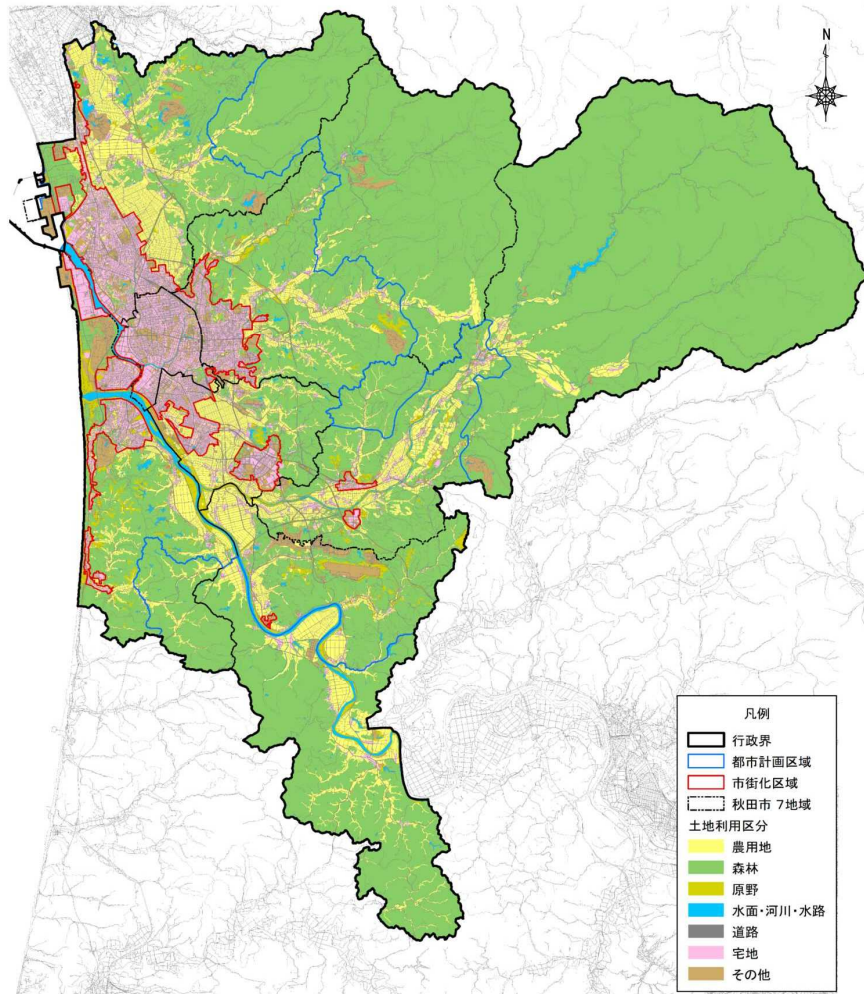 N
凡例
行政界
都市計画区域
市街化区域
秋田市 7地域
土地利用区分
農用地
森林
原野
水面・河川・水路
道路
宅地
その他